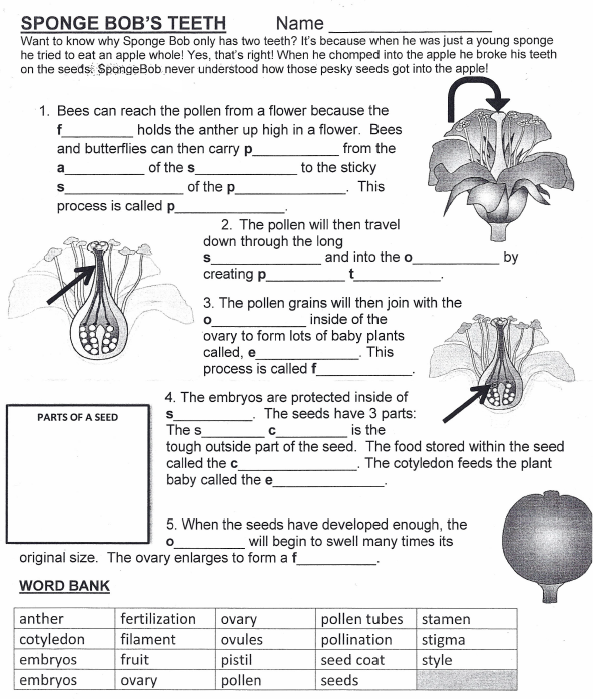 SPONGE BOB'S TEETH Name ____________________
Want to know why Sponge Bob only has two teeth? It's because when he was just a young sponge
he tried to eat an apple whole! Yes, that's right! When he chomped into the apple he broke his teeth
on the seeds. SpongeBob never understood how those pesky seeds got into the apple!
1. Bees can reach the pollen from a flower because the
f_________ holds the anther up high in a flower. Bees
and butterflies can then carry p___________ from the
a__________ of the s_____________ to the sticky
s_______________ of the p______________. This
process is called p______________.
2. The pollen will then travel
down through the long
s______________ and into the o___________ by
creating p__________ t___________.
3. The pollen grains will then join with the
o____________ inside of the
ovary to form lots of baby plants
called, e_____________. This
process is called f____________.
4. The embryos are protected inside of
s__________. The seeds have 3 parts:
The s________ c_________ is the
tough outside part of the seed. The food stored within the seed
called the c_______________. The cotyledon feeds the plant
baby called the e______________.
PARTS OF A SEED
5. When the seeds have developed enough, the
o_________ will begin to swell many times its
original size. The ovary enlarges to form a f__________.
WORD BANK
anther fertilization ovary pollen tubes stamen
cotyledon filament ovules pollination stigma
embryos fruit pistil seed coat style
embryos ovary pollen seeds